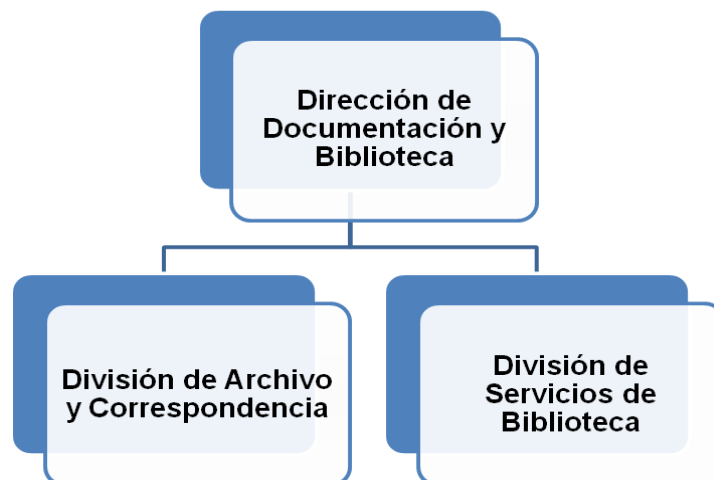 Dirección de
Documentación y
Biblioteca
División de Archivo
y Correspondencia
División de
Servicios de
Biblioteca